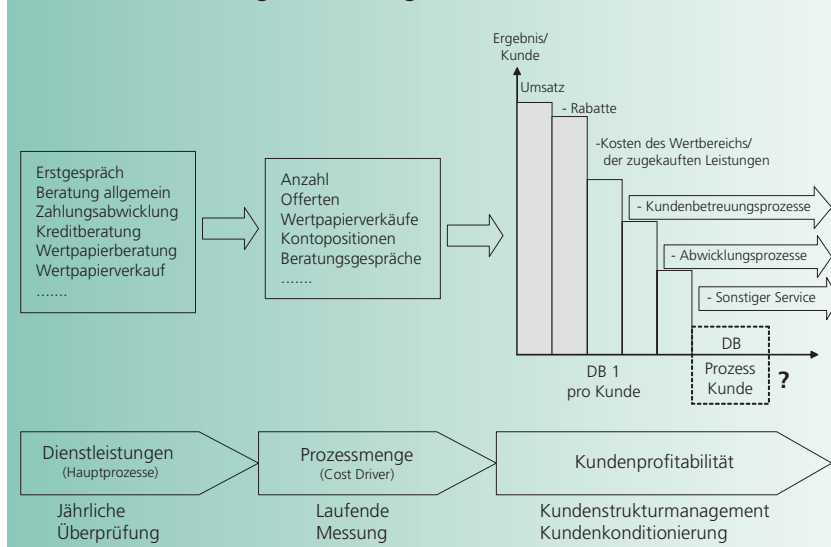 Ergebnis/
Kunde
Umsatz
- Rabatte
-Kosten des Wertbereichs/
der zugekauften Leistungen
Erstgespräch
Beratung allgemein
Zahlungsabwicklung
Kreditberatung
Wertpapierberatung
Wertpapierverkauf
.......
Anzahl
Offerten
Wertpapierverkäufe
Kontopositionen
Beratungsgespräche
.......
- Kundenbetreuungsprozesse
- Abwicklungsprozesse
- Sonstiger Service
DB
Prozess
Kunde
?
DB 1
pro Kunde
Dienstleistungen
(Hauptprozesse)
Prozessmenge
(Cost Driver)
Kundenprofitabilität
Jährliche
Überprüfung
Laufende
Messung
Kundenstrukturmanagement
Kundenkonditionierung